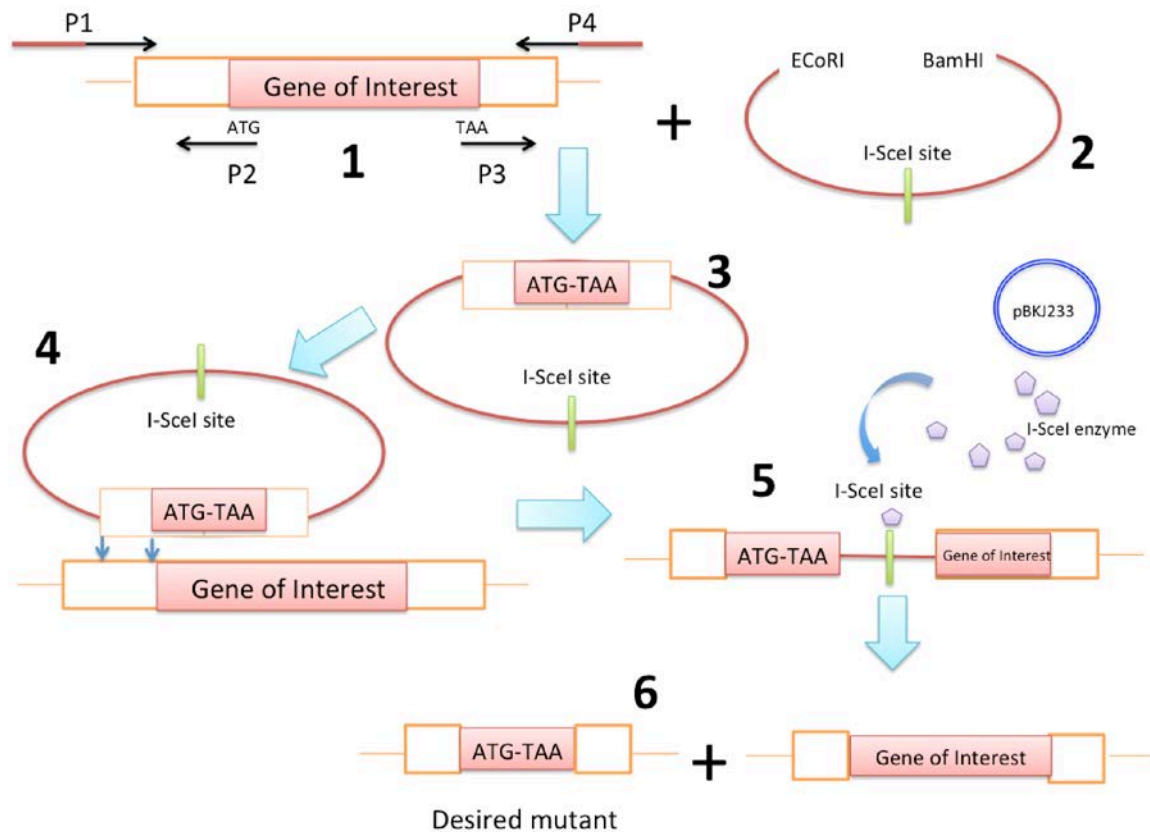 P1
P4
Gene of Interest
ATG
TAA
P2
1
P3
+
ECoRI
BamHI
I-SceI site
2
3
ATG-TAA
I-SceI site
4
I-SceI site
ATG-TAA
Gene of Interest
pBKJ233
I-SceI enzyme
5
I-SceI site
ATG-TAA
Gene of Interest
6
ATG-TAA
+
Gene of Interest
Desired mutant